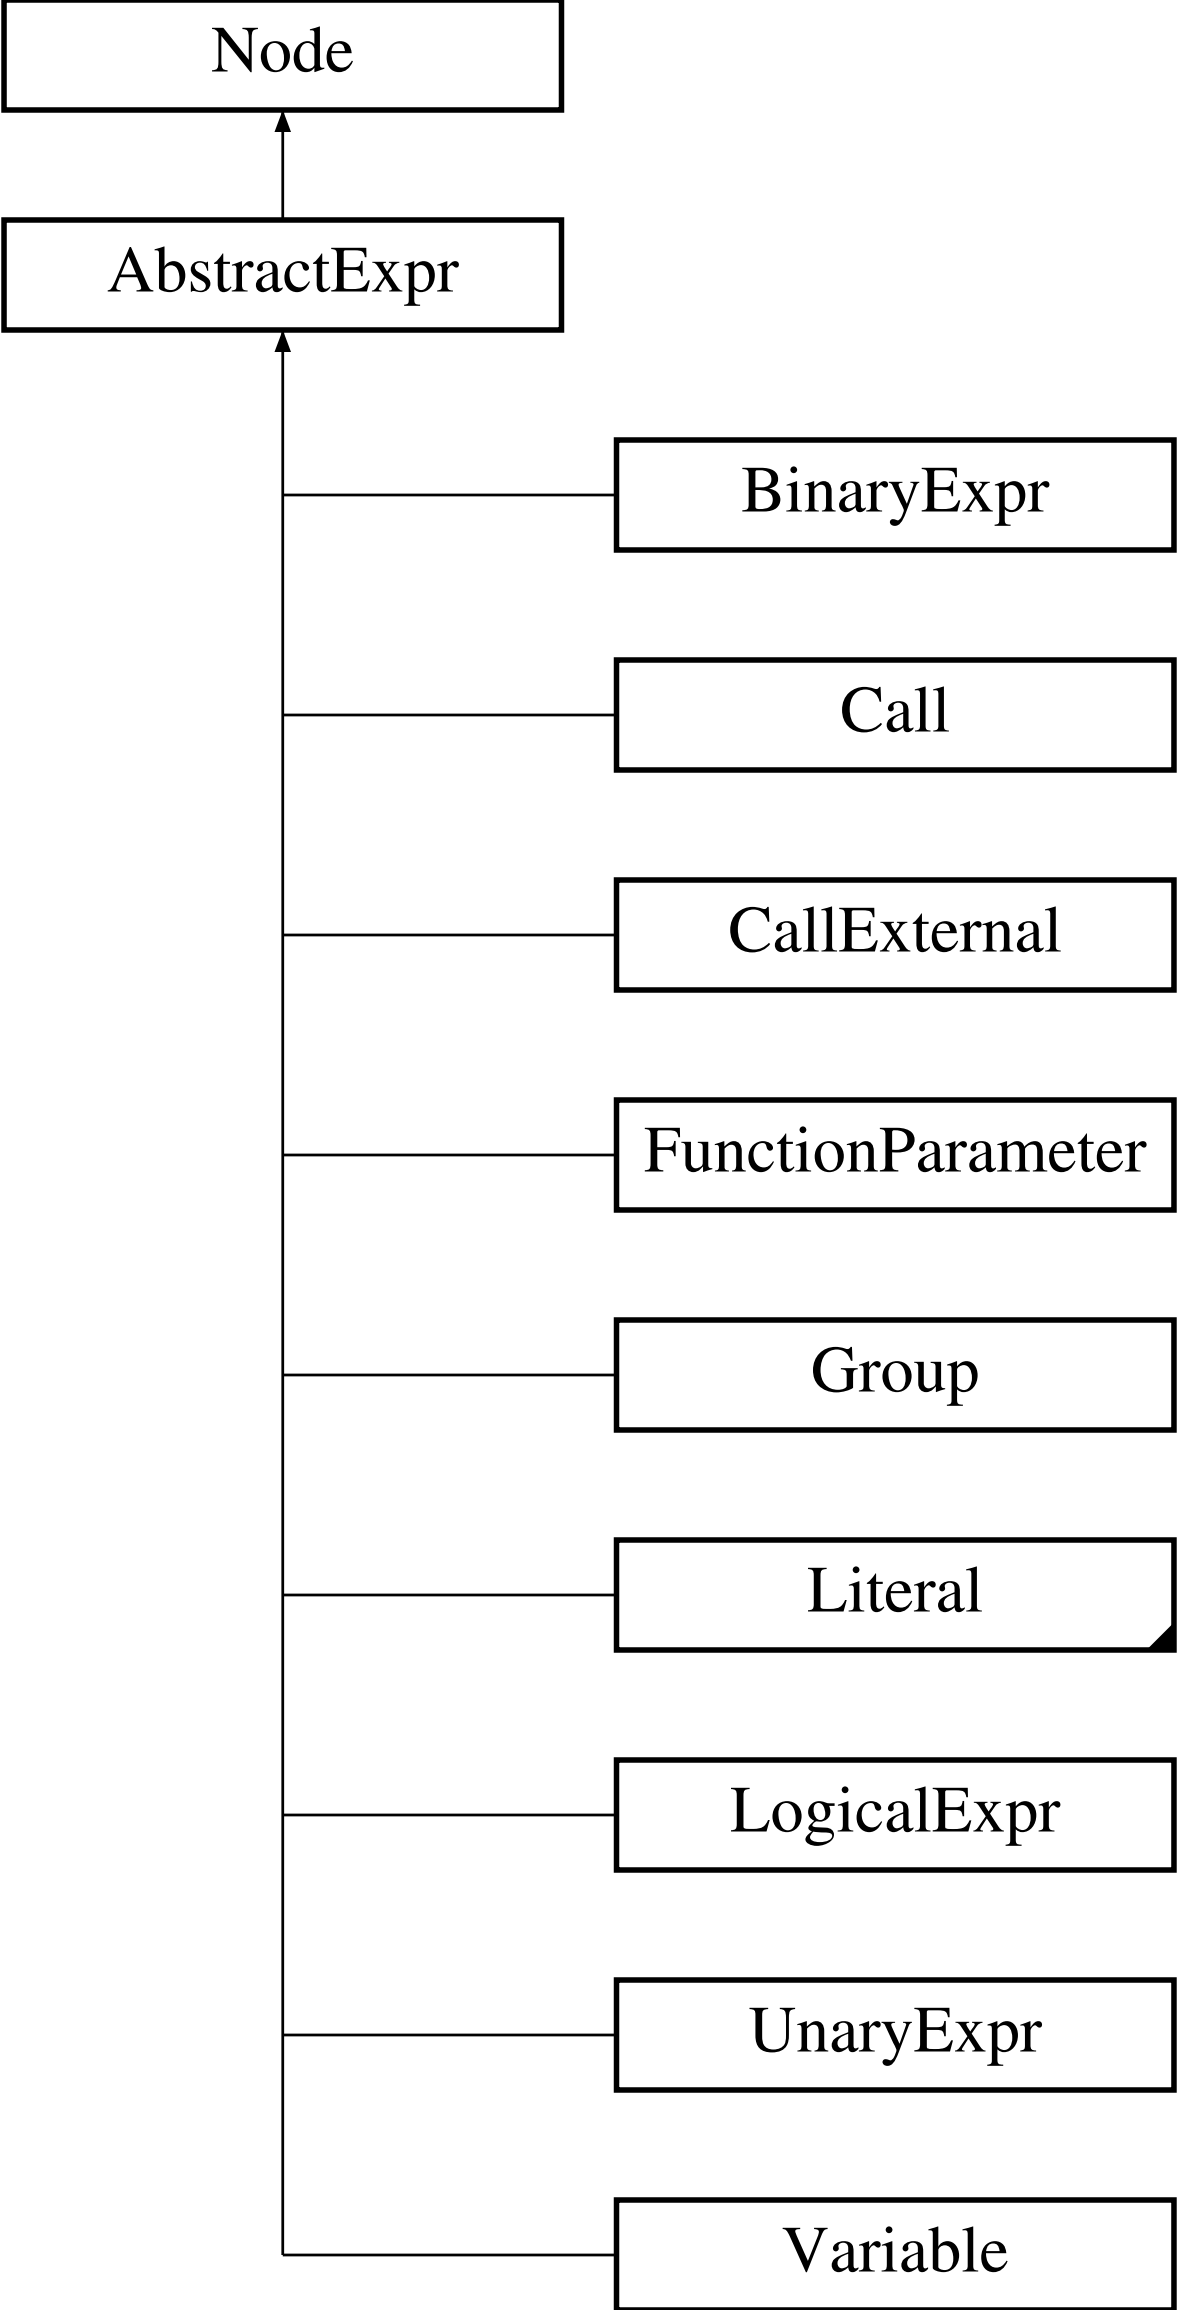 Node
AbstractExpr
BinaryExpr
Call
CallExternal
FunctionParameter
Group
Literal
LogicalExpr
UnaryExpr
Variable